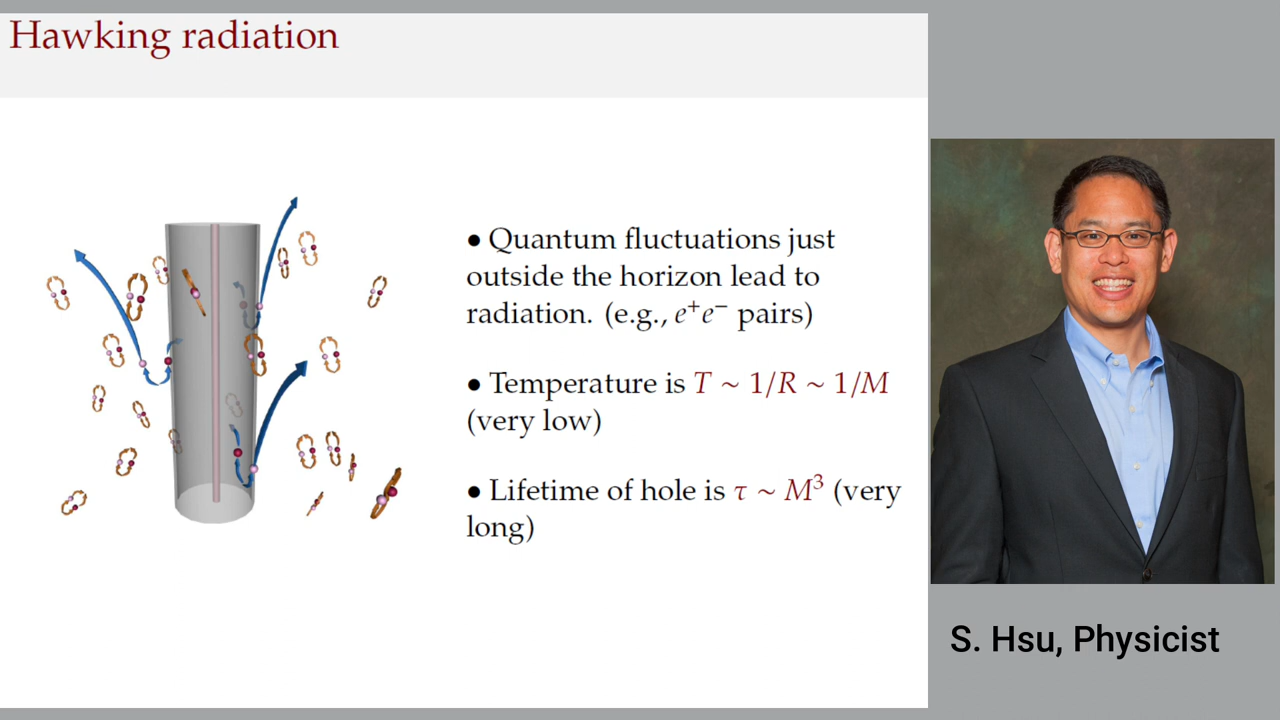 Hawking radiation
• Quantum fluctuations just
outside the horizon lead to
radiation. (e.g., e⁺e⁻ pairs)
• Temperature is T ~ 1/R ~ 1/M
(very low)
• Lifetime of hole is τ ~ M³ (very
long)
S. Hsu, Physicist